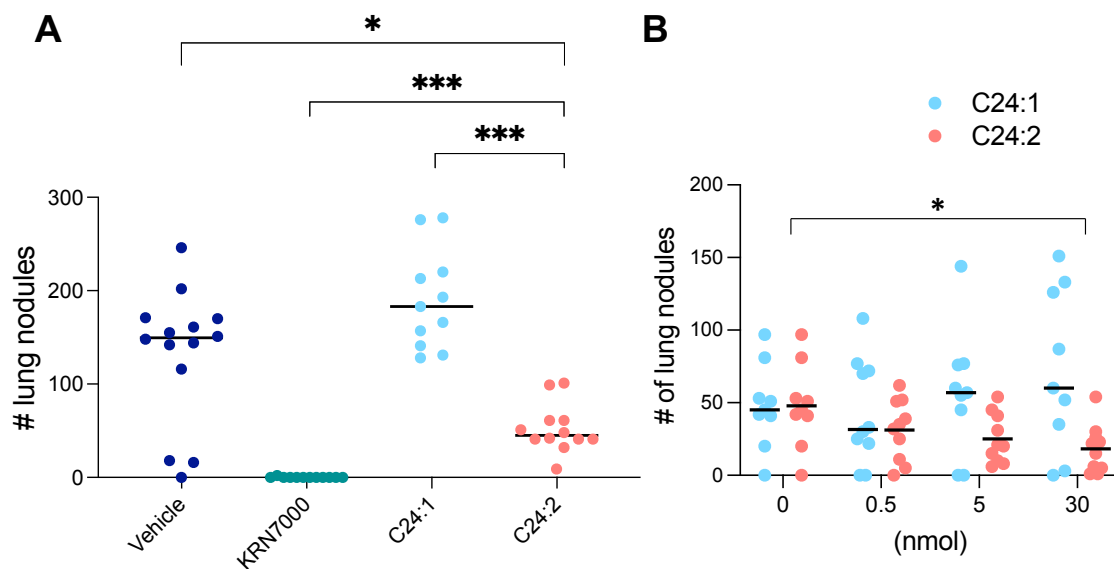 A
*
***
***
# lung nodules
300
200
100
0
Vehicle
KRN7000
C24:1
C24:2
B
C24:1
C24:2
*
# of lung nodules
200
150
100
50
0
0
0.5
5
30
(nmol)